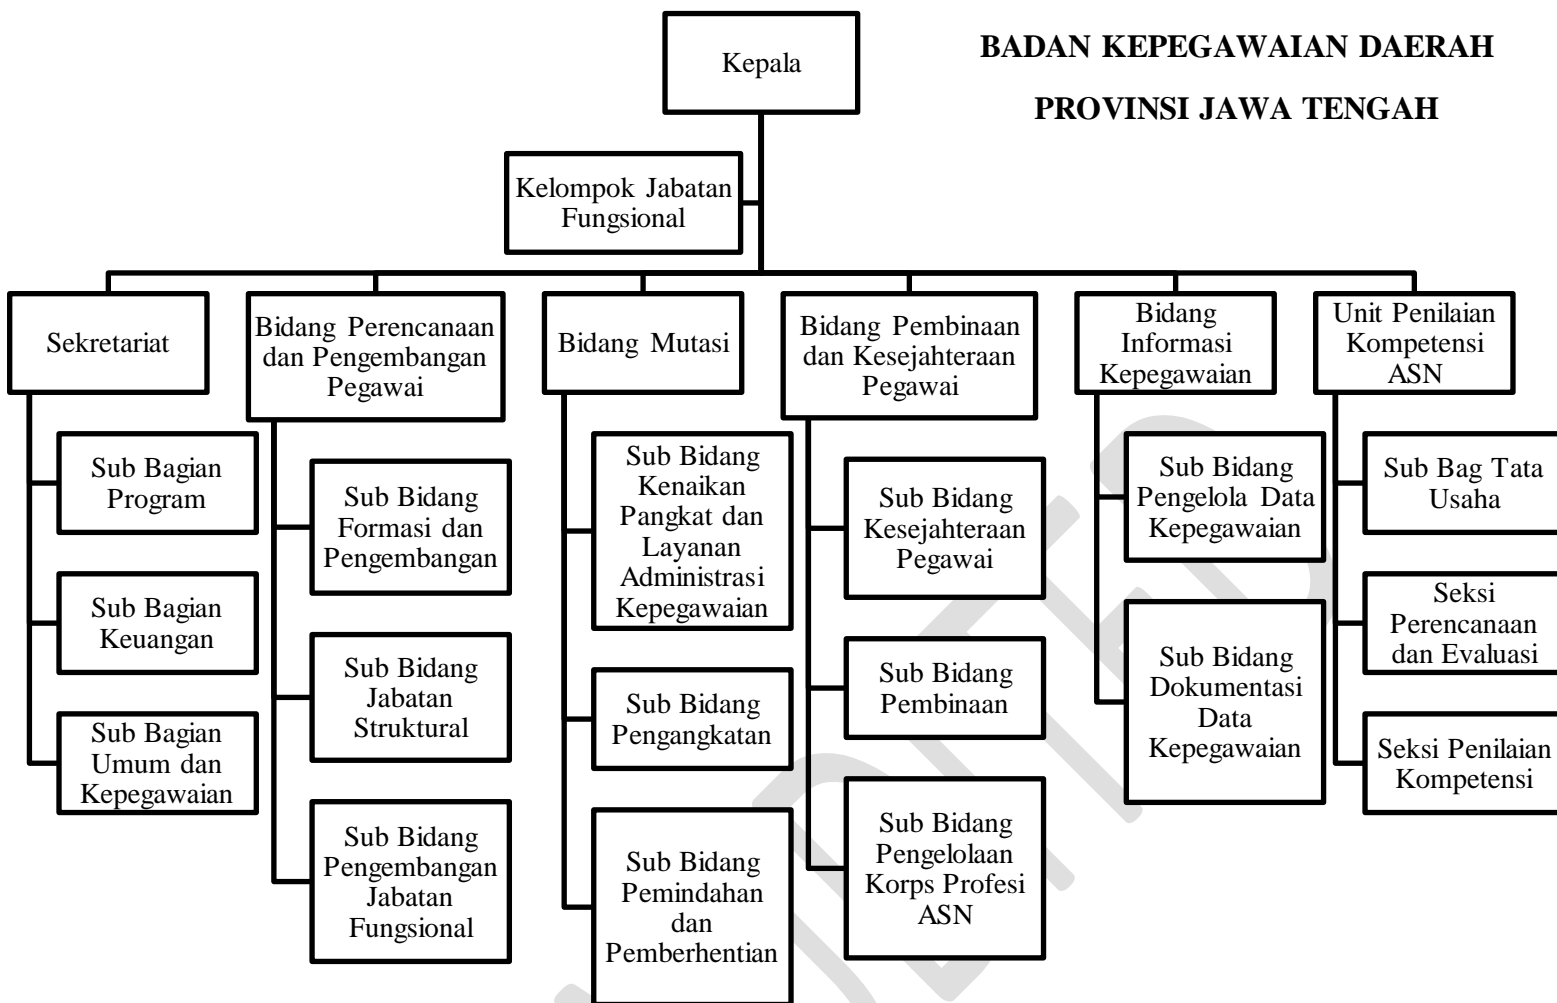 BADAN KEPEGAWAIAN DAERAH
PROVINSI JAWA TENGAH
Kepala
Kelompok Jabatan
Fungsional
Sekretariat
Sub Bagian
Program
Sub Bagian
Keuangan
Sub Bagian
Umum dan
Kepegawaian
Bidang Perencanaan
dan Pengembangan
Pegawai
Sub Bidang
Formasi dan
Pengembangan
Sub Bidang
Jabatan
Struktural
Sub Bidang
Pengembangan
Jabatan
Fungsional
Bidang Mutasi
Sub Bidang
Kenaikan
Pangkat dan
Layanan
Administrasi
Kepegawaian
Sub Bidang
Pengangkatan
Sub Bidang
Pemindahan
dan
Pemberhentian
Bidang Pembinaan
dan Kesejahteraan
Pegawai
Sub Bidang
Kesejahteraan
Pegawai
Sub Bidang
Pembinaan
Sub Bidang
Pengelolaan
Korps Profesi
ASN
Bidang
Informasi
Kepegawaian
Sub Bidang
Pengelola Data
Kepegawaian
Sub Bidang
Dokumentasi
Data
Kepegawaian
Unit Penilaian
Kompetensi
ASN
Sub Bag Tata
Usaha
Seksi
Perencanaan
dan Evaluasi
Seksi Penilaian
Kompetensi